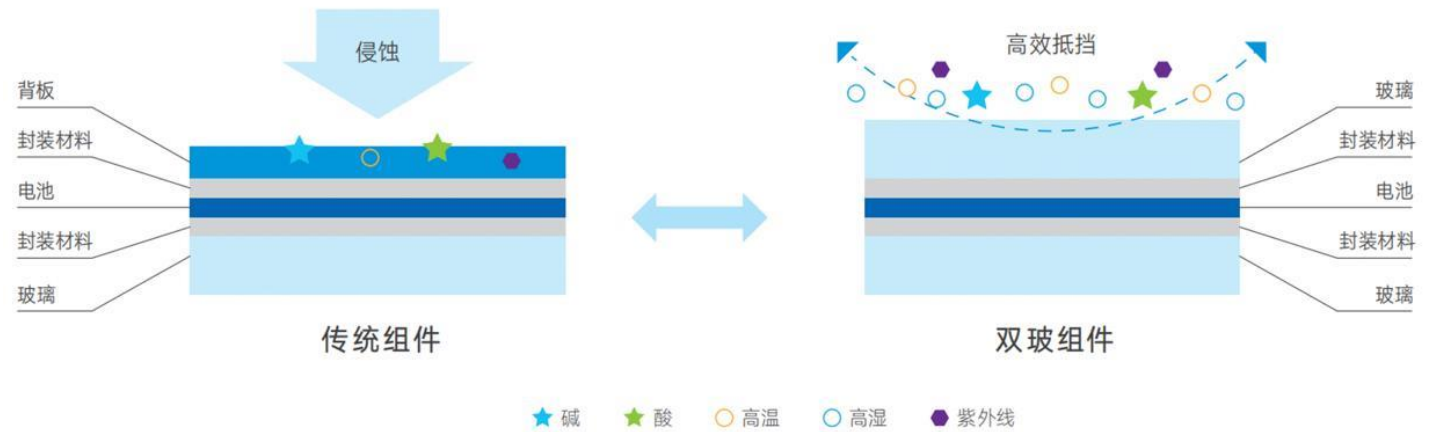 侵蚀
背板
封装材料
电池
封装材料
玻璃
传统组件
高效抵挡
玻璃
封装材料
电池
封装材料
玻璃
双玻组件
碱 酸 高温 高湿 紫外线